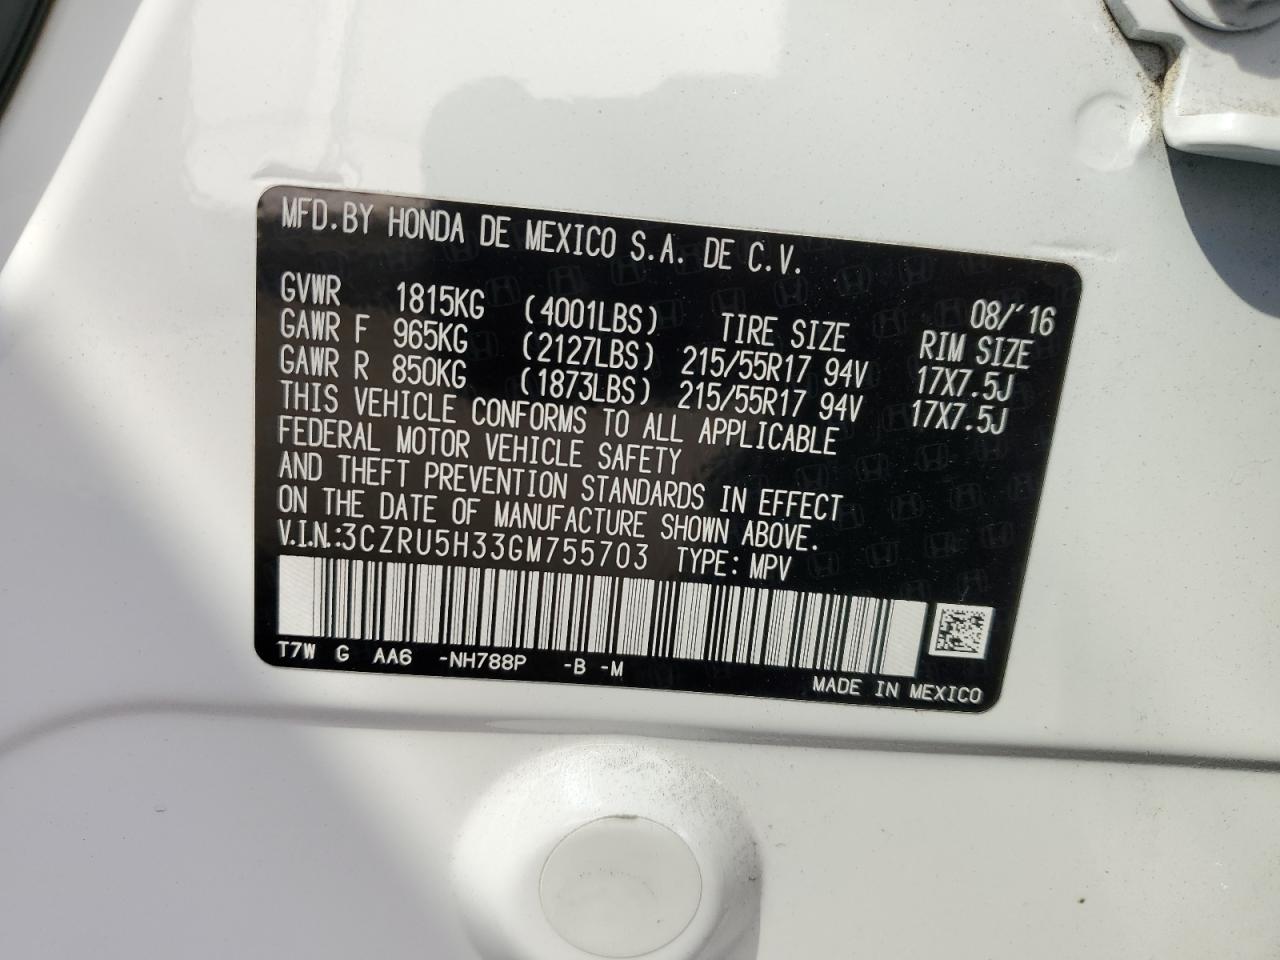 MFD.BY HONDA DE MEXICO S.A. DE C.V.
08/'16
GVWR 1815KG (4001LBS) TIRE SIZE RIM SIZE
GAWR F 965KG (2127LBS) 215/55R17 94V 17X7.5J
GAWR R 850KG (1873LBS) 215/55R17 94V 17X7.5J
THIS VEHICLE CONFORMS TO ALL APPLICABLE
FEDERAL MOTOR VEHICLE SAFETY
AND THEFT PREVENTION STANDARDS IN EFFECT
ON THE DATE OF MANUFACTURE SHOWN ABOVE.
V.I.N.:3CZRU5H33GM755703 TYPE: MPV
T7W G AA6 -NH788P -B -M
MADE IN MEXICO